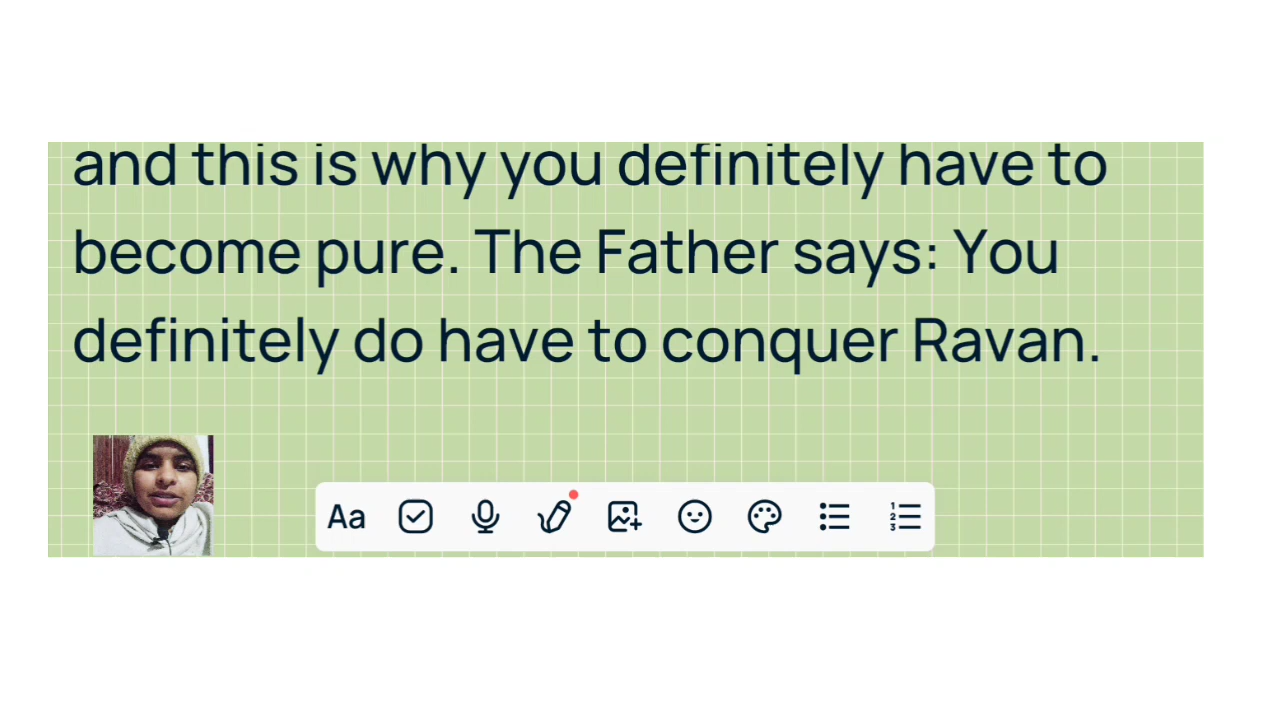 and this is why you definitely have to
become pure. The Father says: You
definitely do have to conquer Ravan.
Aa